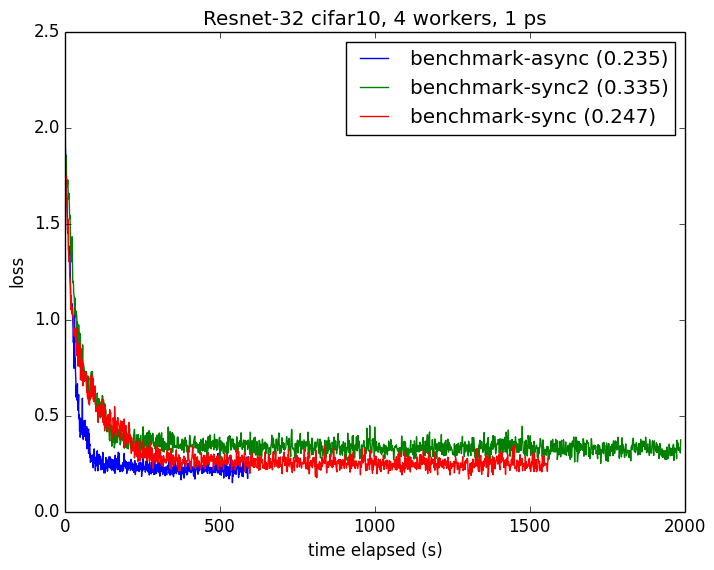 Resnet-32 cifar10, 4 workers, 1 ps
2.5
benchmark-async (0.235)
benchmark-sync2 (0.335)
benchmark-sync (0.247)
2.0
1.5
loss
1.0
0.5
0.0
0 500 1000 1500 2000
time elapsed (s)